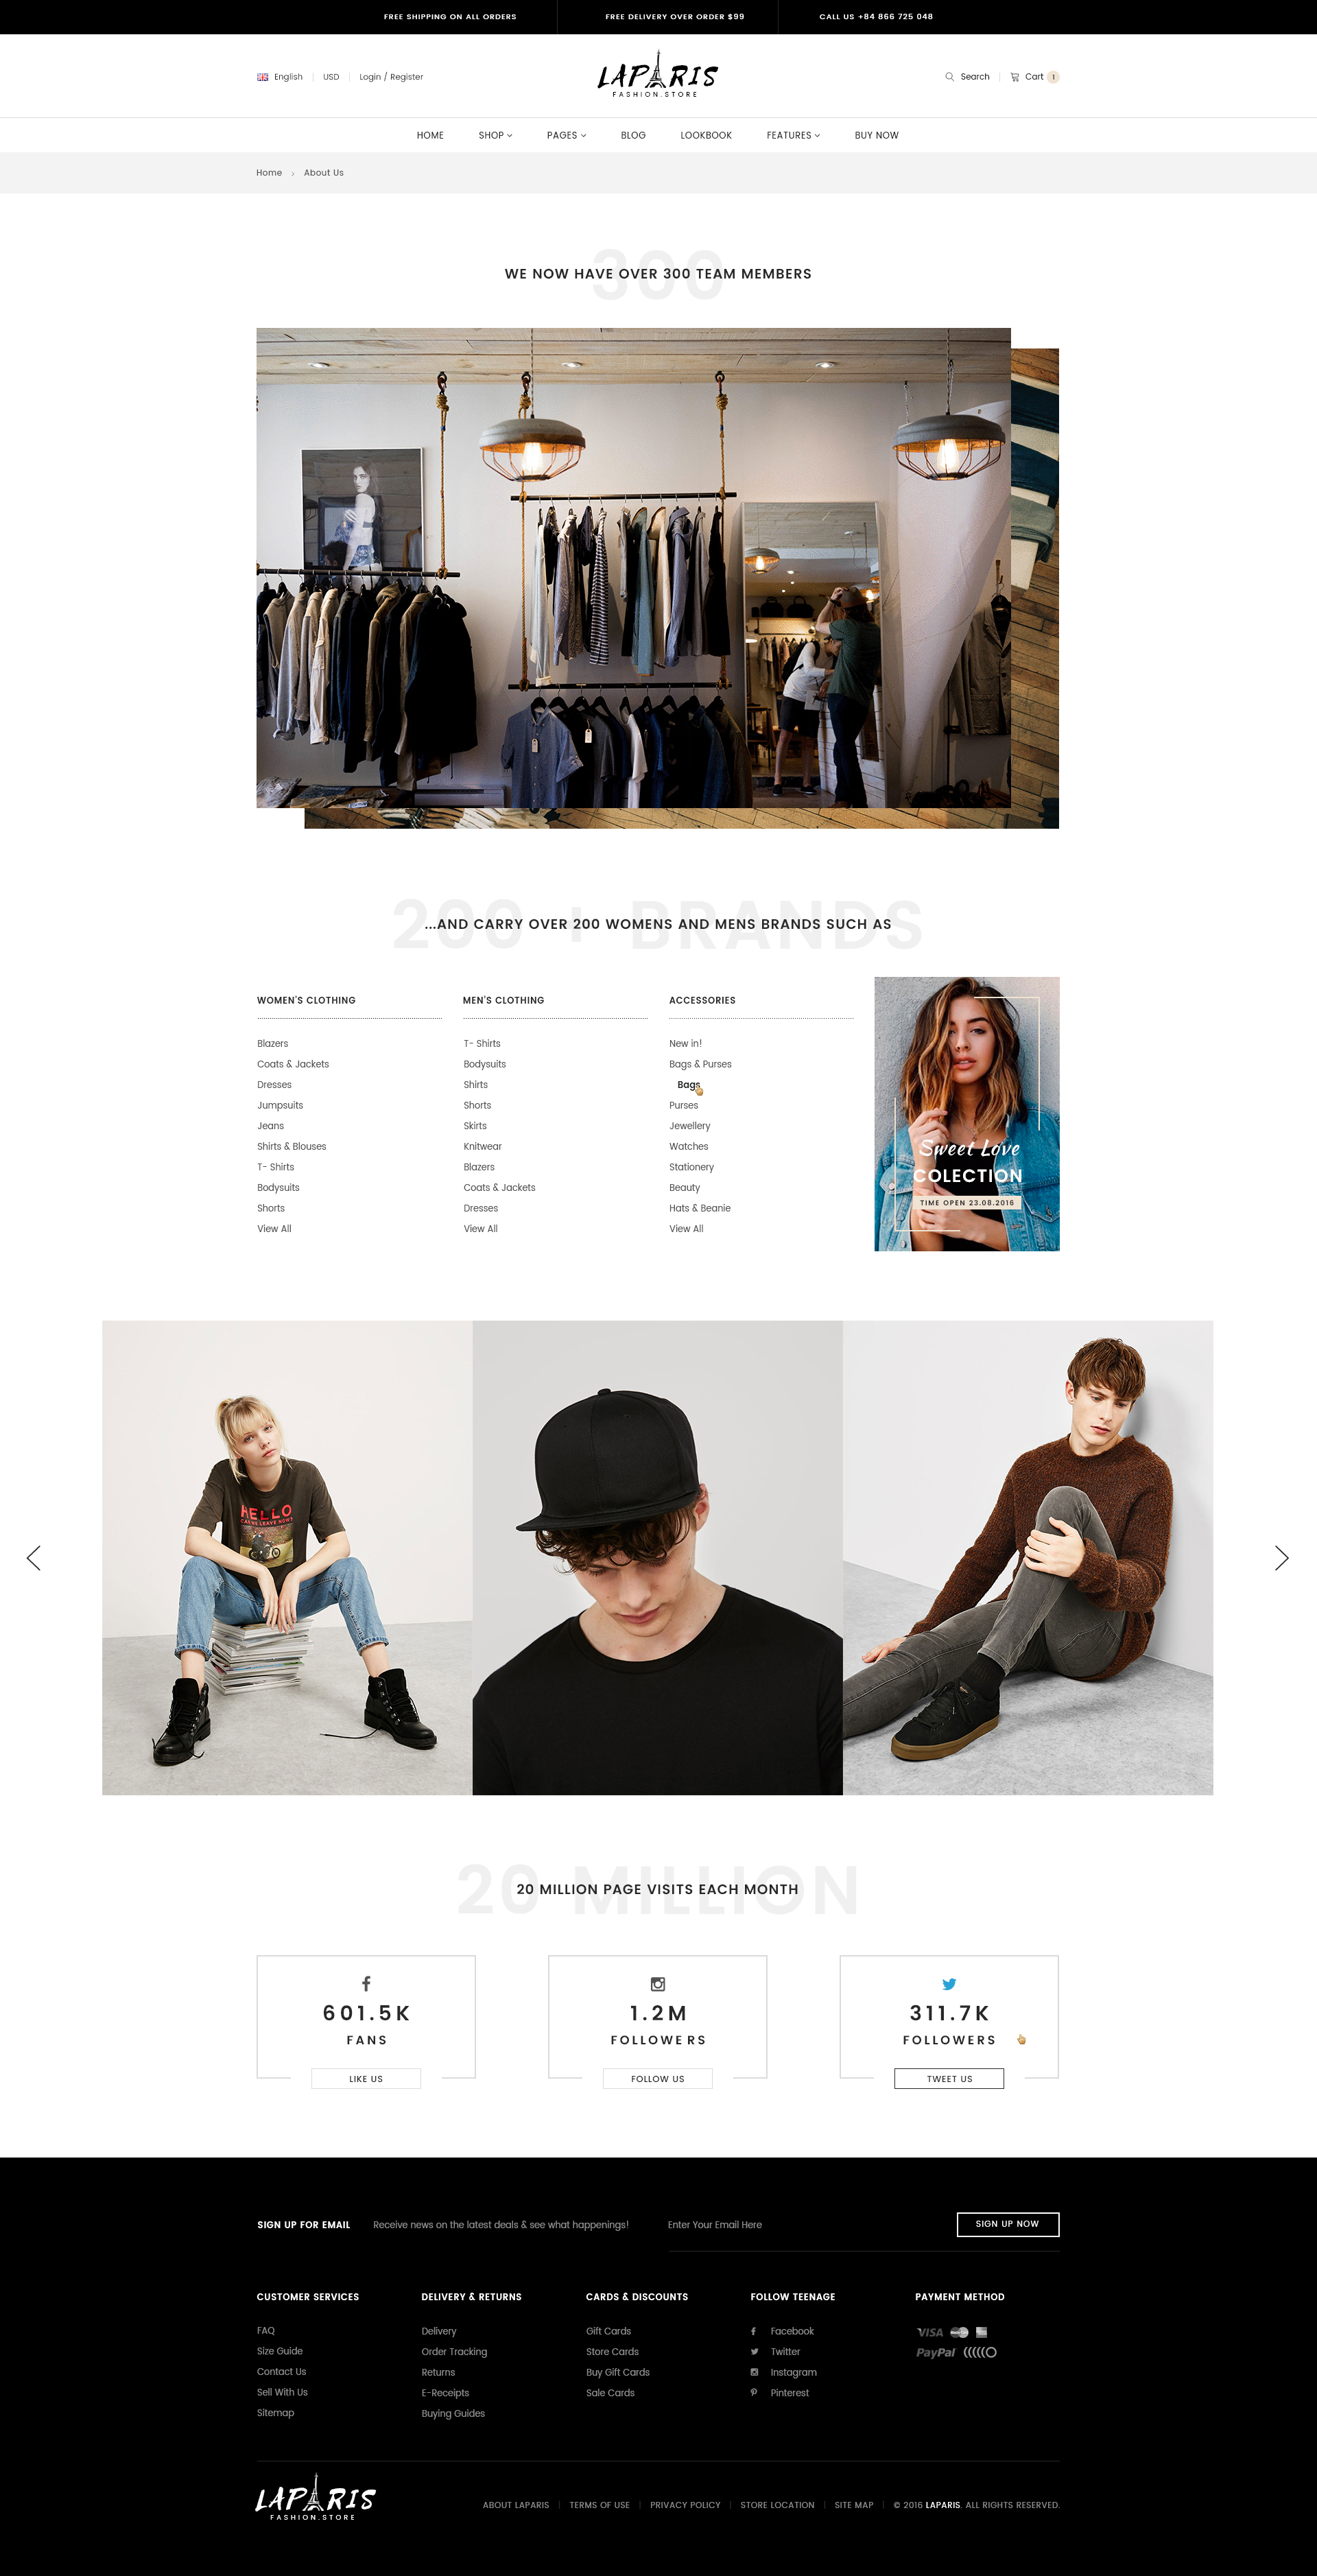 FREE SHIPPING ON ALL ORDERS
FREE DELIVERY OVER ORDER $99
CALL US +84 866 725 048
English
USD
Login / Register
LAPARIS
FASHION.STORE
Search
Cart 1
HOME
SHOP
PAGES
BLOG
LOOKBOOK
FEATURES
BUY NOW
Home
About Us
300
WE NOW HAVE OVER 300 TEAM MEMBERS
200 + BRANDS
...AND CARRY OVER 200 WOMENS AND MENS BRANDS SUCH AS
WOMEN'S CLOTHING
Blazers
Coats & Jackets
Dresses
Jumpsuits
Jeans
Shirts & Blouses
T- Shirts
Bodysuits
Shorts
View All
MEN'S CLOTHING
T- Shirts
Bodysuits
Shirts
Shorts
Skirts
Knitwear
Blazers
Coats & Jackets
Dresses
View All
ACCESSORIES
New in!
Bags & Purses
Bags
Purses
Jewellery
Watches
Stationery
Beauty
Hats & Beanie
View All
Sweet Love
COLECTION
TIME OPEN 23.08.2016
HELLO
20 MILLION
20 MILLION PAGE VISITS EACH MONTH
601.5K
FANS
LIKE US
1.2M
FOLLOWERS
FOLLOW US
311.7K
FOLLOWERS
TWEET US
SIGN UP FOR EMAIL
Receive news on the latest deals & see what happenings!
Enter Your Email Here
SIGN UP NOW
CUSTOMER SERVICES
FAQ
Size Guide
Contact Us
Sell With Us
Sitemap
DELIVERY & RETURNS
Delivery
Order Tracking
Returns
E-Receipts
Buying Guides
CARDS & DISCOUNTS
Gift Cards
Store Cards
Buy Gift Cards
Sale Cards
FOLLOW TEENAGE
Facebook
Twitter
Instagram
Pinterest
PAYMENT METHOD
VISA
PayPal
LAPARIS
FASHION.STORE
ABOUT LAPARIS
TERMS OF USE
PRIVACY POLICY
STORE LOCATION
SITE MAP
© 2016 LAPARIS. ALL RIGHTS RESERVED.